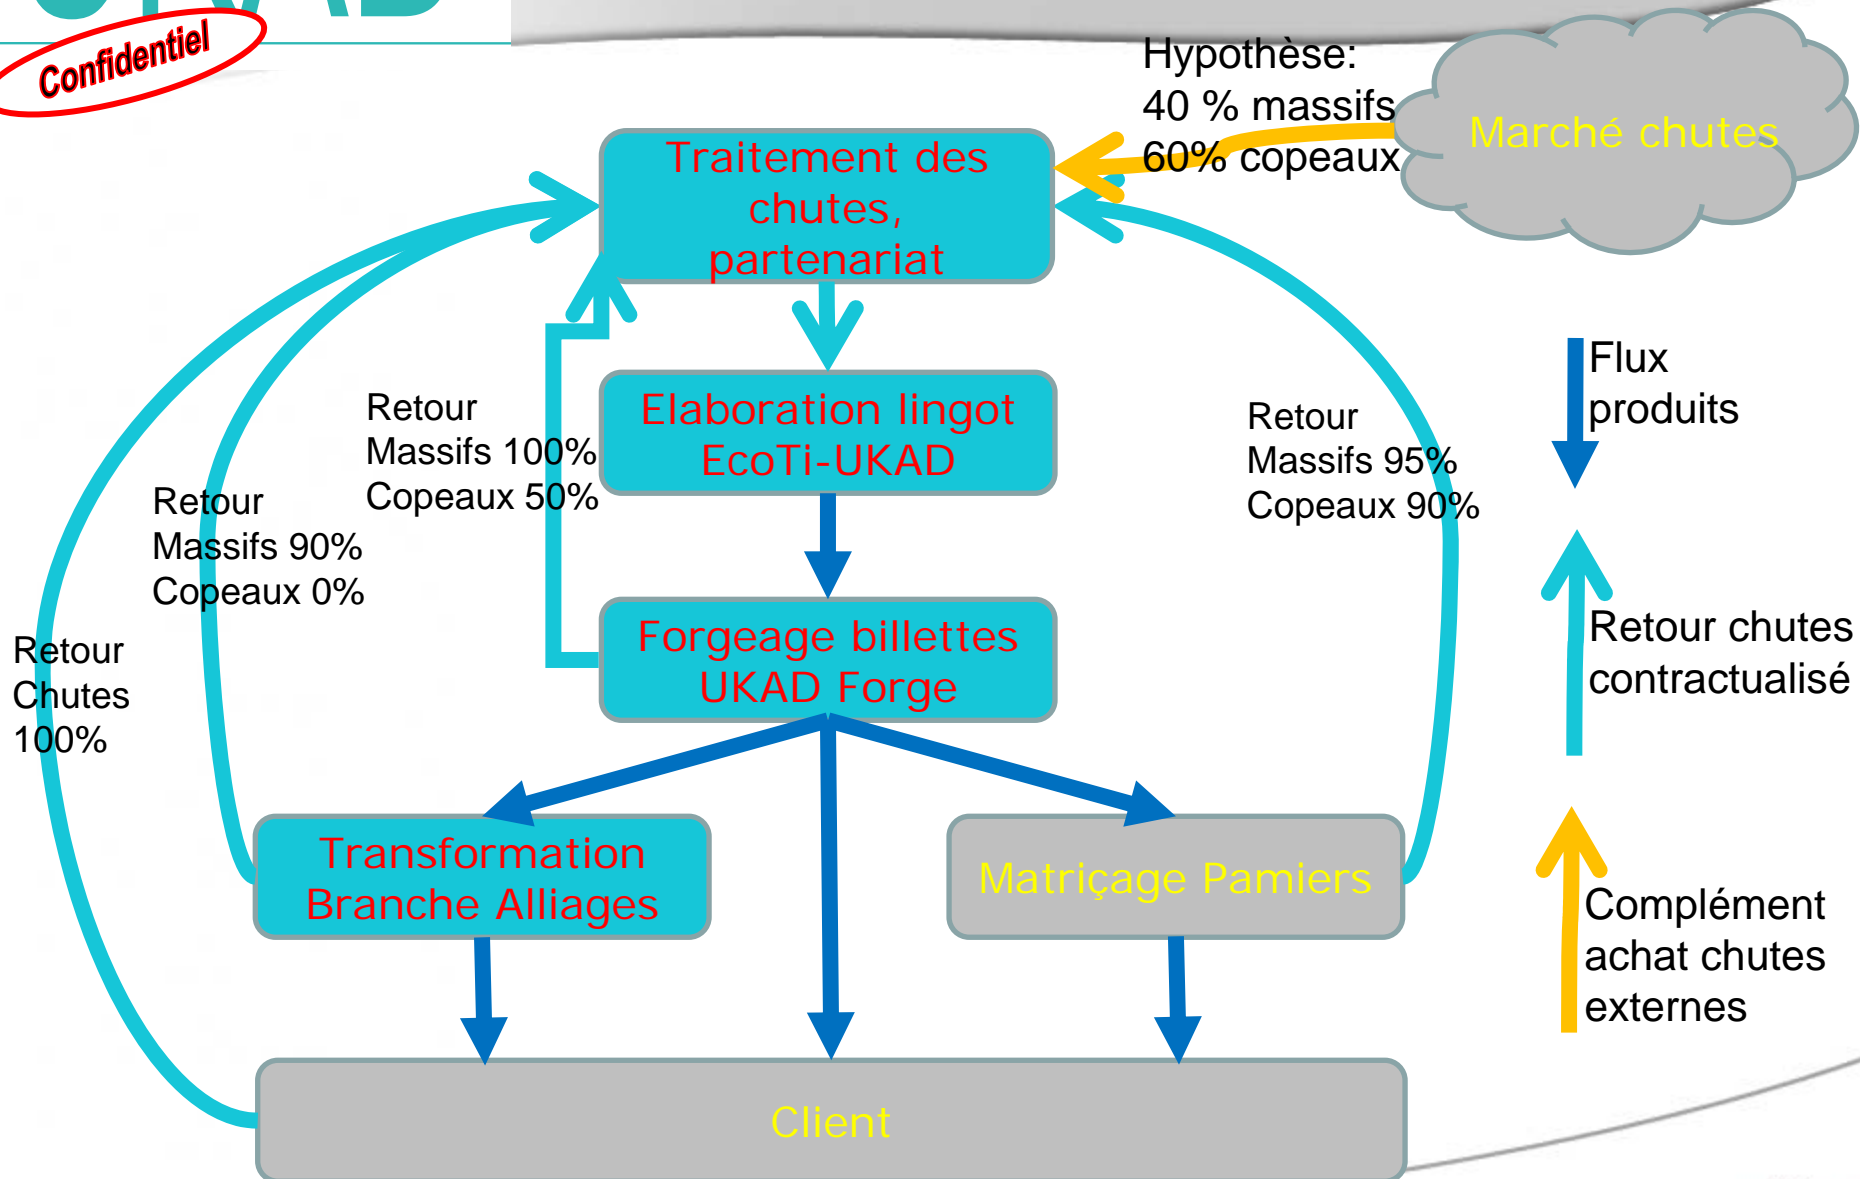 Confidentiel
Hypothèse:
40 % massifs
60% copeaux
Marché chutes
Traitement des
chutes,
partenariat
Flux
produits
Retour
Massifs 100%
Copeaux 50%
Elaboration lingot
EcoTi-UKAD
Retour
Massifs 95%
Copeaux 90%
Retour
Massifs 90%
Copeaux 0%
Retour
Chutes
100%
Forgeage billettes
UKAD Forge
Retour chutes
contractualisé
Transformation
Branche Alliages
Matriçage Pamiers
Complément
achat chutes
externes
Client